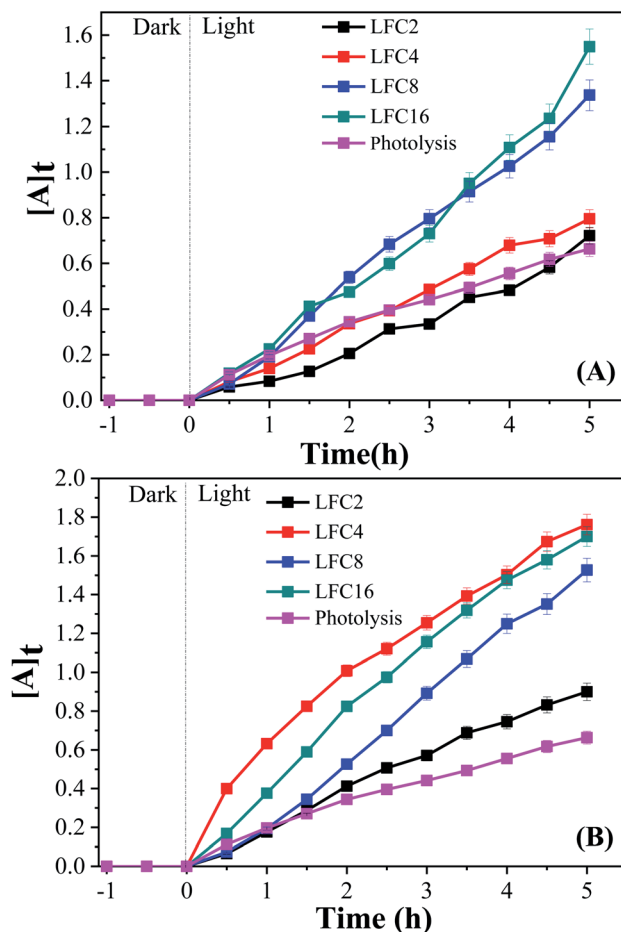 Dark Light
LFC2
LFC4
LFC8
LFC16
Photolysis
[A]t
1.6
1.4
1.2
1.0
0.8
0.6
0.4
0.2
0.0
(A)
-1 0 1 2 3 4 5
Time(h)
Dark Light
LFC2
LFC4
LFC8
LFC16
Photolysis
[A]t
2.0
1.8
1.6
1.4
1.2
1.0
0.8
0.6
0.4
0.2
0.0
(B)
-1 0 1 2 3 4 5
Time (h)